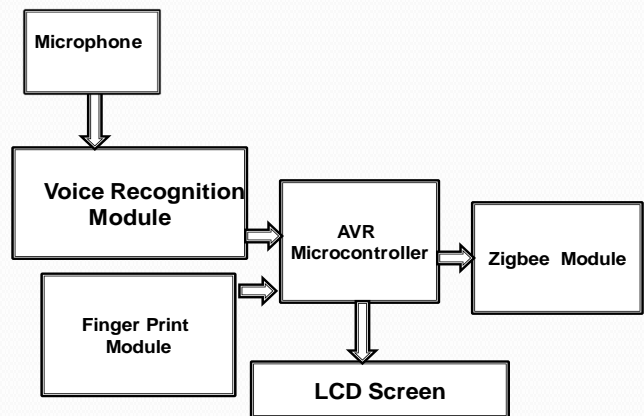 Microphone
Voice Recognition
Module
AVR
Microcontroller
Zigbee Module
Finger Print
Module
LCD Screen